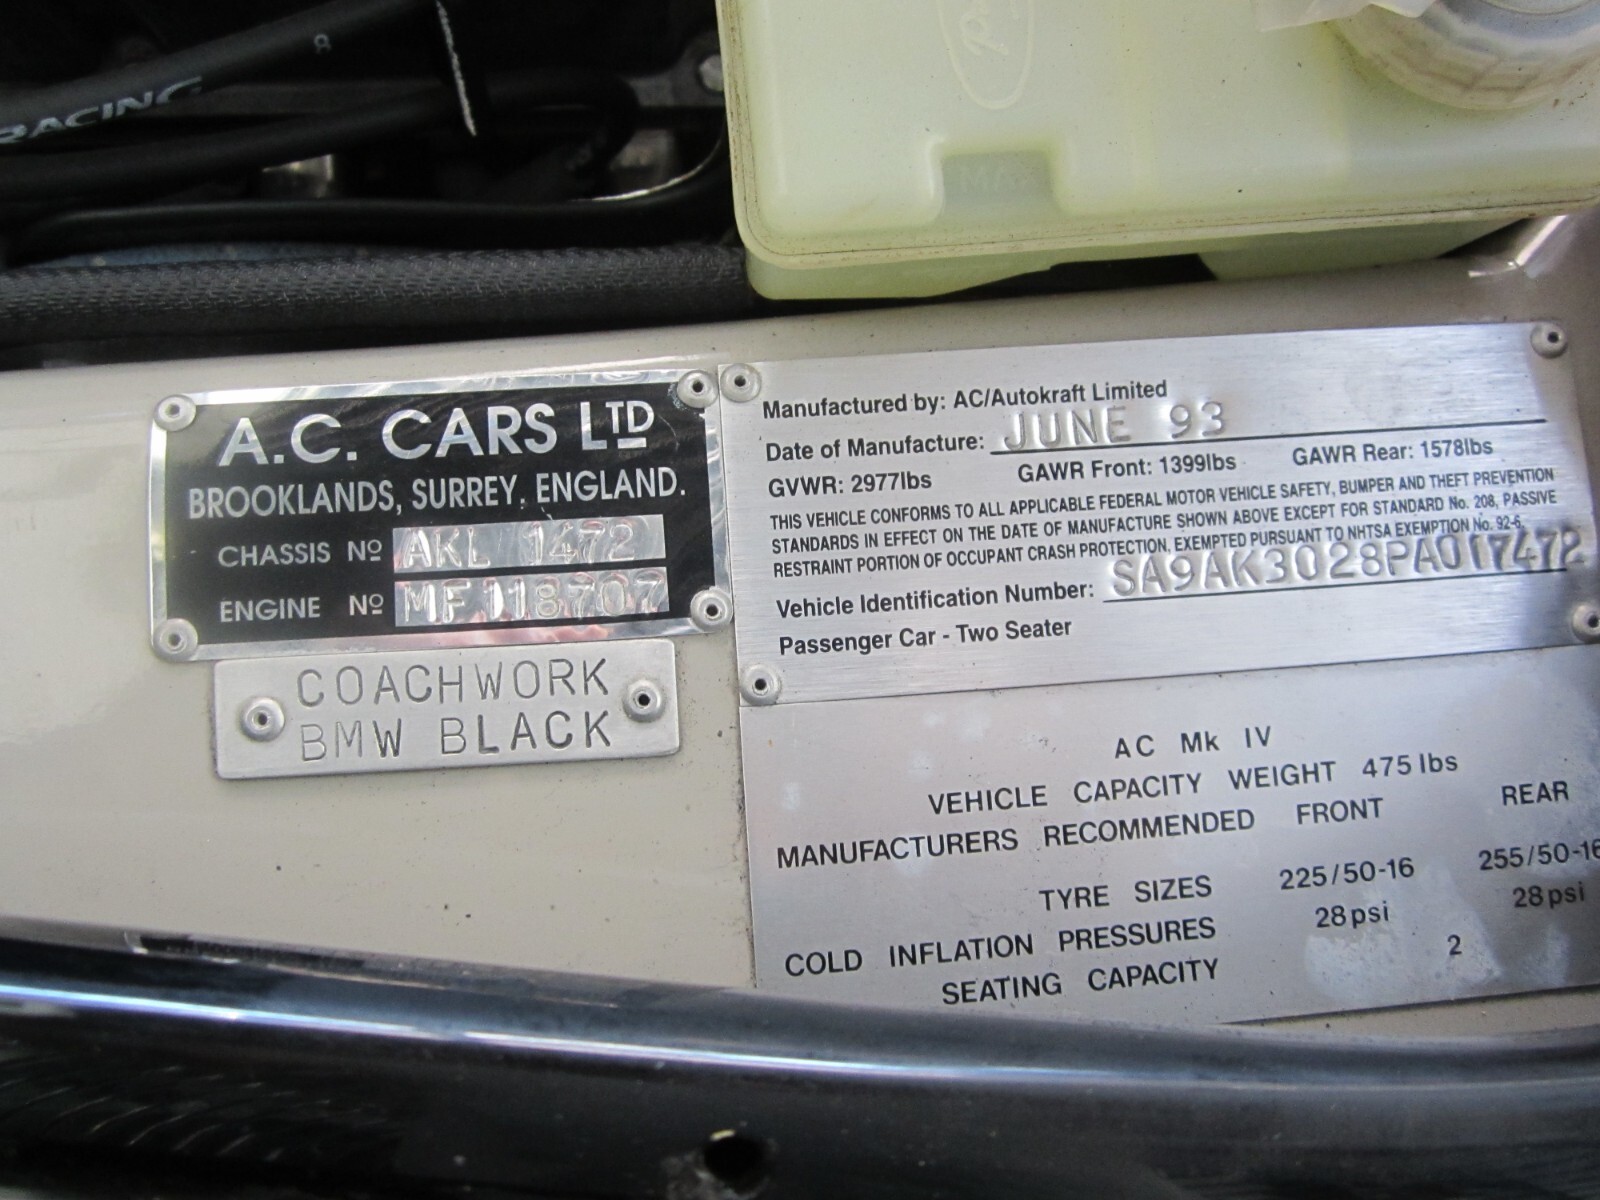 RACING
8
MAX
A.C. CARS LTD
BROOKLANDS, SURREY. ENGLAND.
CHASSIS Nº AKL 1472
ENGINE Nº MF118707
COACHWORK
BMW BLACK
Manufactured by: AC/Autokraft Limited
Date of Manufacture: JUNE 93
GVWR: 2977lbs GAWR Front: 1399lbs GAWR Rear: 1578lbs
THIS VEHICLE CONFORMS TO ALL APPLICABLE FEDERAL MOTOR VEHICLE SAFETY, BUMPER AND THEFT PREVENTION
STANDARDS IN EFFECT ON THE DATE OF MANUFACTURE SHOWN ABOVE EXCEPT FOR STANDARD No. 208, PASSIVE
RESTRAINT PORTION OF OCCUPANT CRASH PROTECTION, EXEMPTED PURSUANT TO NHTSA EXEMPTION No. 92-6.
Vehicle Identification Number: SA9AK3028PA017472
Passenger Car - Two Seater
AC Mk IV
VEHICLE CAPACITY WEIGHT 475 lbs
MANUFACTURERS RECOMMENDED FRONT REAR
TYRE SIZES 225/50-16 255/50-16
COLD INFLATION PRESSURES 28psi 28psi
SEATING CAPACITY 2